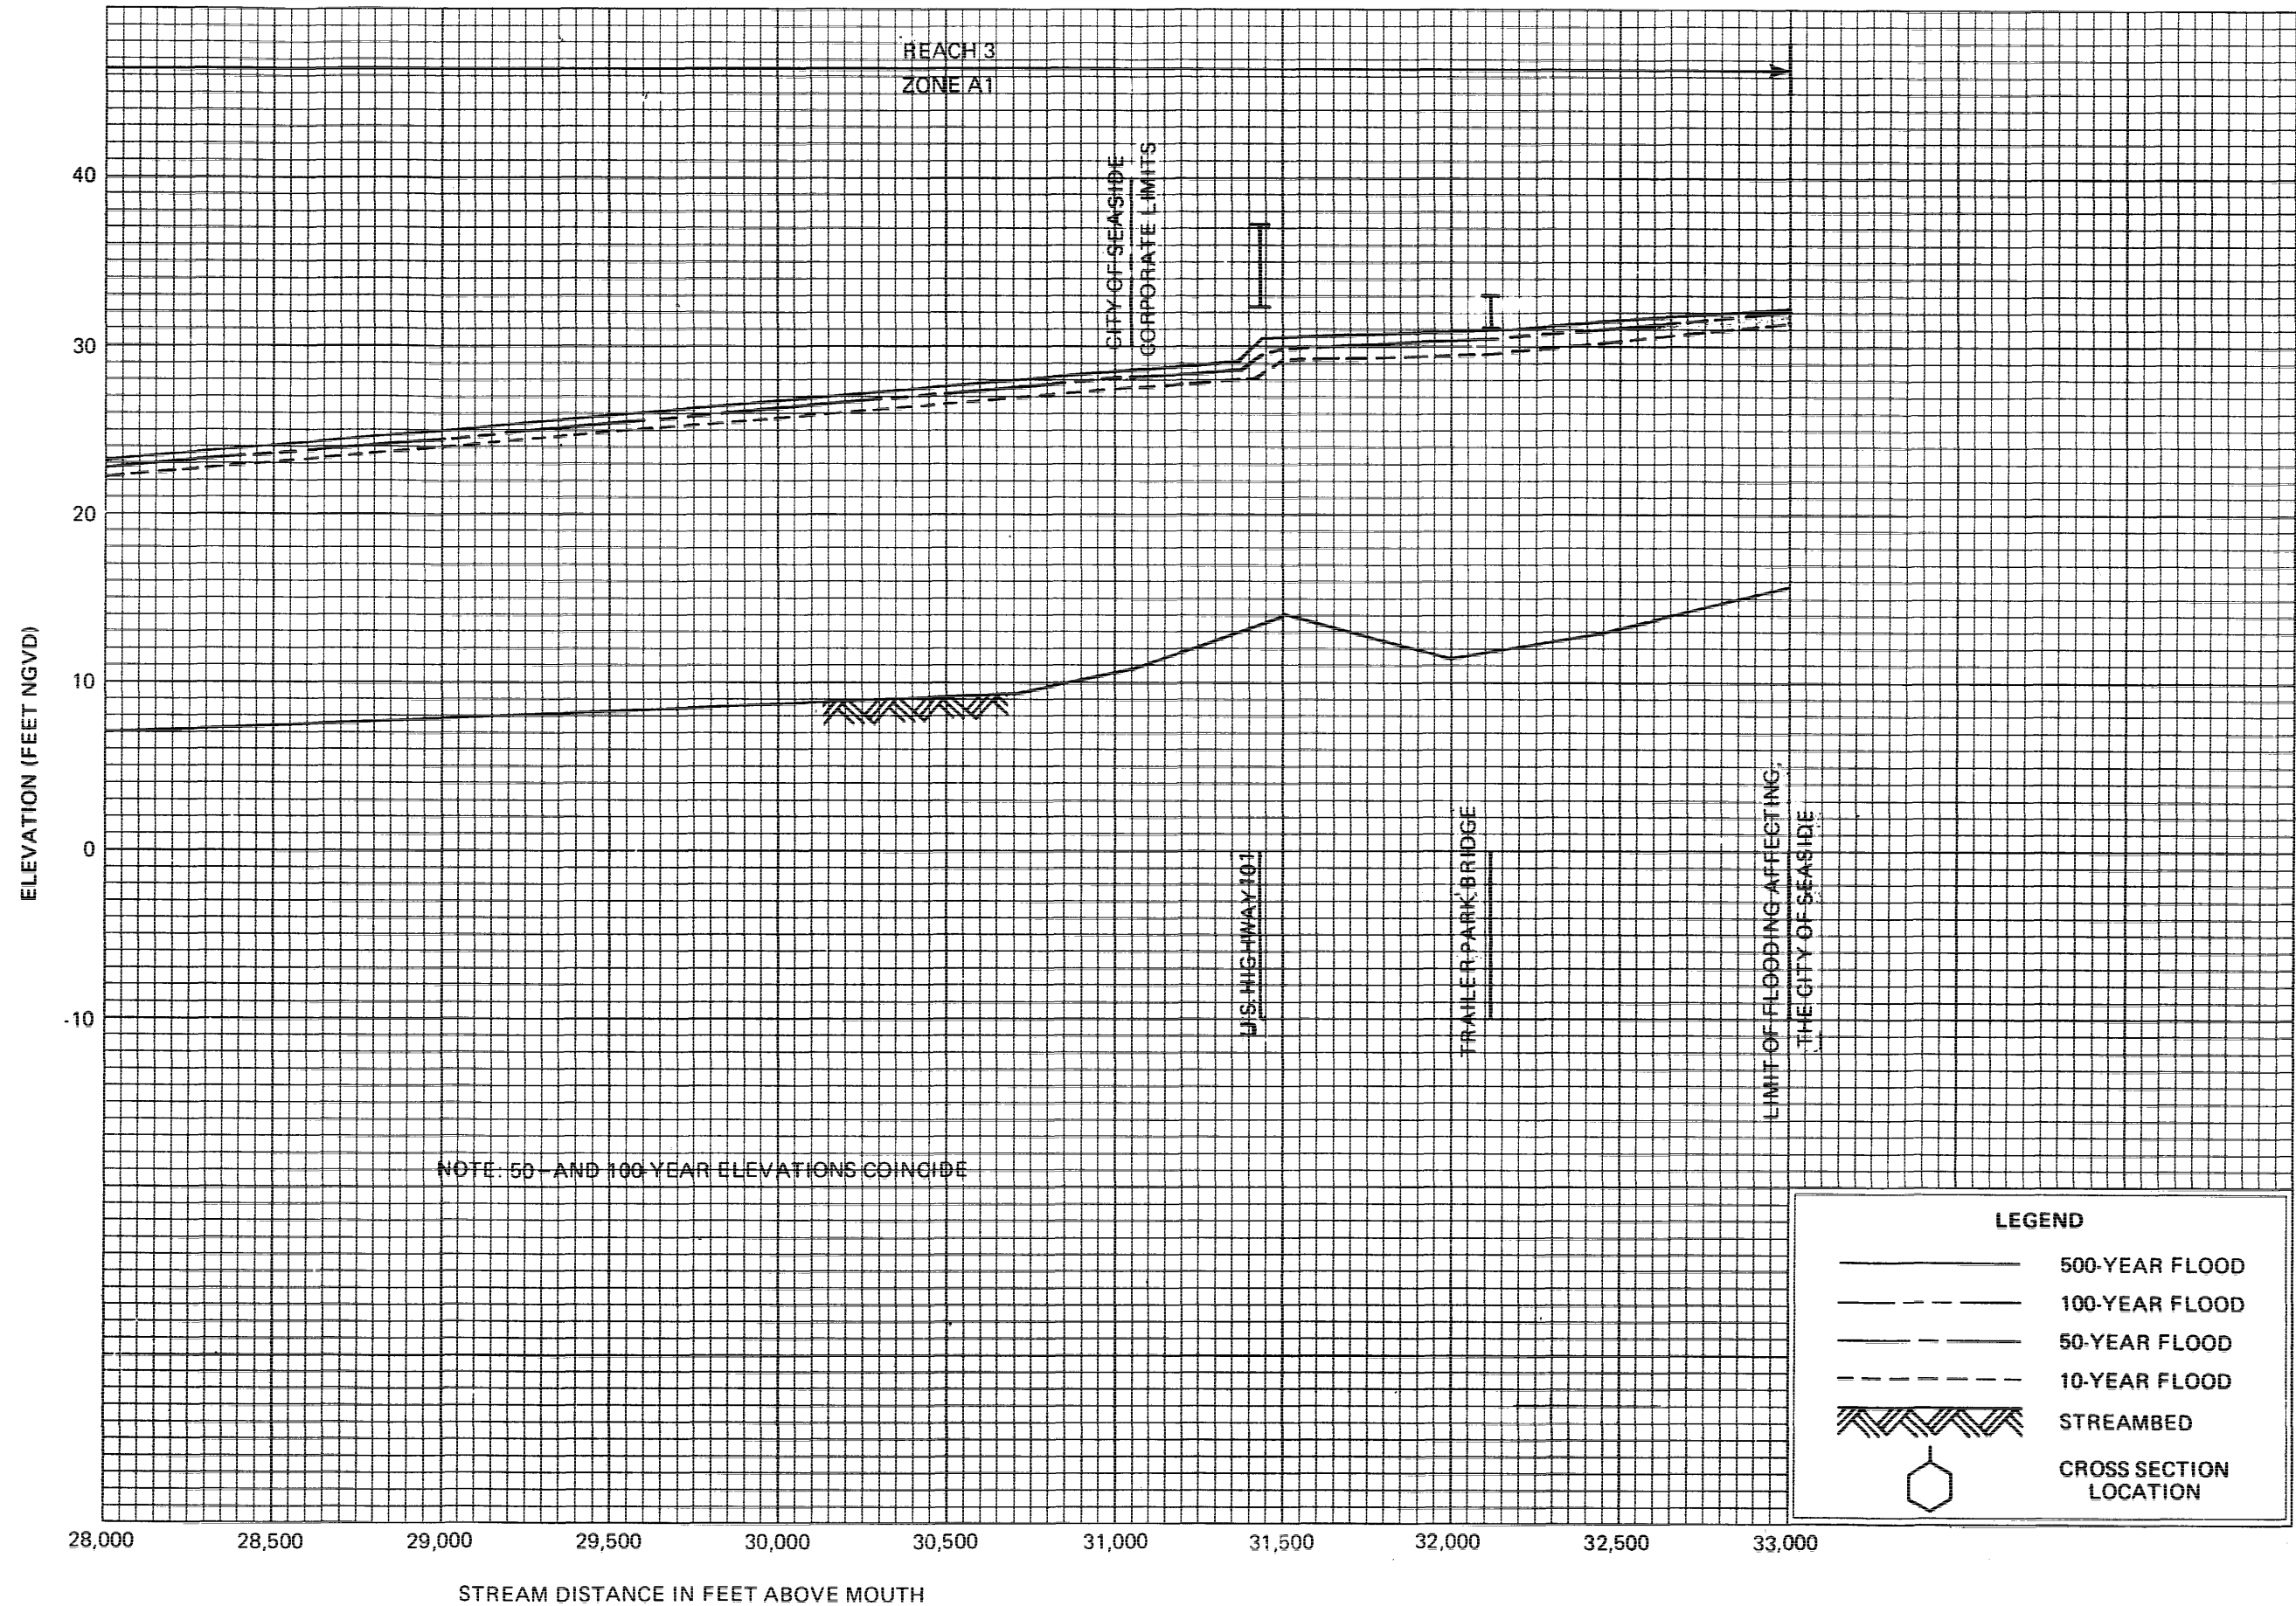 REACH 3
ZONE A1
CITY OF SEASIDE
CORPORATE LIMITS
40
30
20
10
0
-10
ELEVATION (FEET NGVD)
U.S. HIGHWAY 101
TRAILER PARK BRIDGE
LIMIT OF FLOODING AFFECTING
THE CITY OF SEASIDE
NOTE: 50- AND 100-YEAR ELEVATIONS COINCIDE
LEGEND
500-YEAR FLOOD
100-YEAR FLOOD
50-YEAR FLOOD
10-YEAR FLOOD
STREAMBED
CROSS SECTION
LOCATION
28,000 28,500 29,000 29,500 30,000 30,500 31,000 31,500 32,000 32,500 33,000
STREAM DISTANCE IN FEET ABOVE MOUTH